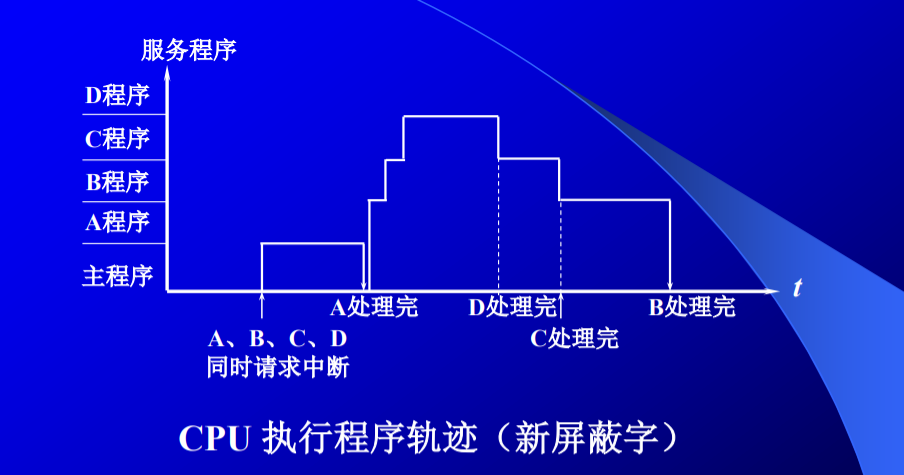 服务程序
D程序
C程序
B程序
A程序
主程序
t
A处理完
D处理完
B处理完
A、B、C、D
同时请求中断
C处理完
CPU 执行程序轨迹（新屏蔽字）